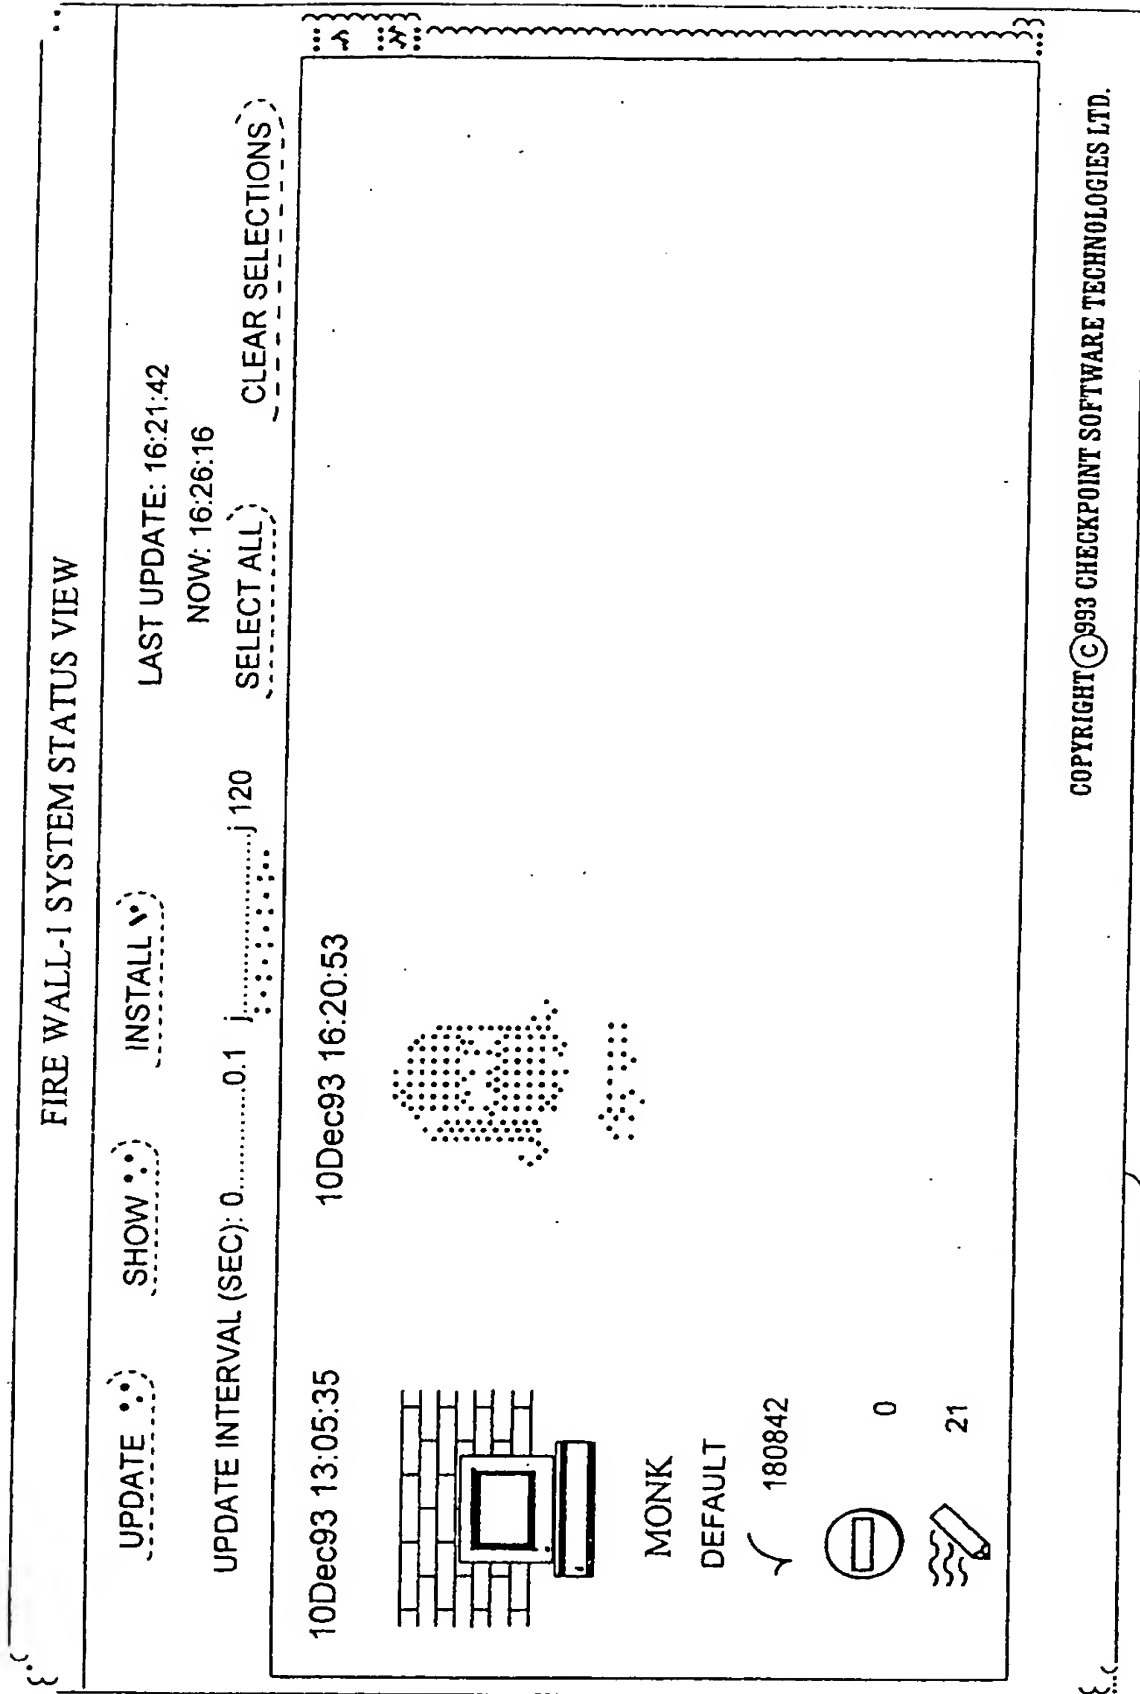 FIRE WALL-1 SYSTEM STATUS VIEW
UPDATE SHOW INSTALL LAST UPDATE: 16:21:42
NOW: 16:26:16
UPDATE INTERVAL (SEC): 0............0.1 j....................j 120 SELECT ALL CLEAR SELECTIONS
10Dec93 13:05:35 10Dec93 16:20:53
MONK
DEFAULT
180842
0
21
COPYRIGHT©993 CHECKPOINT SOFTWARE TECHNOLOGIES LTD.